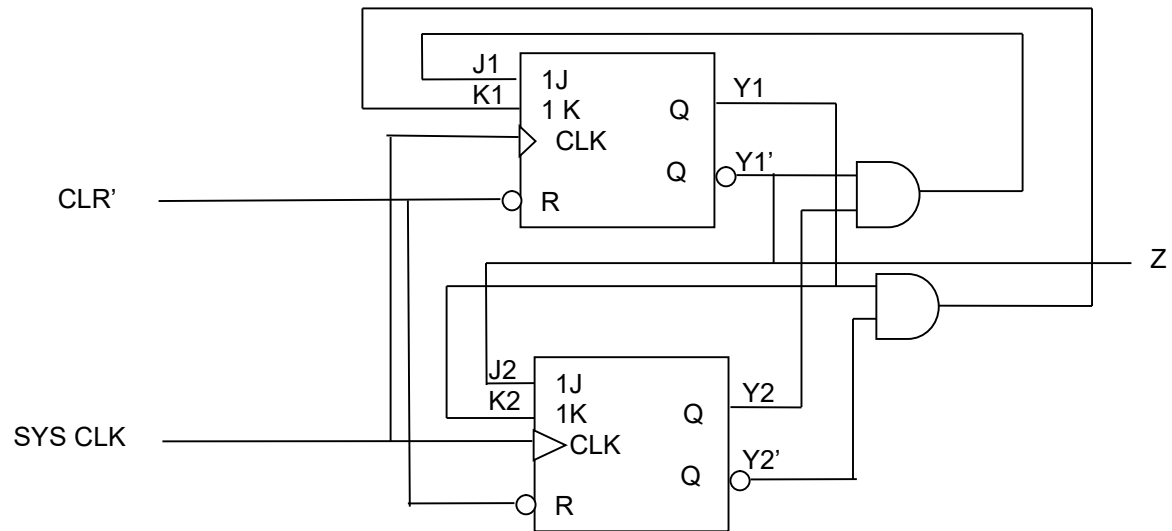 J1
1J
K1
1 K
Y1
Q
CLK
Q
Y1’
CLR’
R
Z
J2
1J
K2
1K
Y2
Q
SYS CLK
CLK
Q
Y2’
R